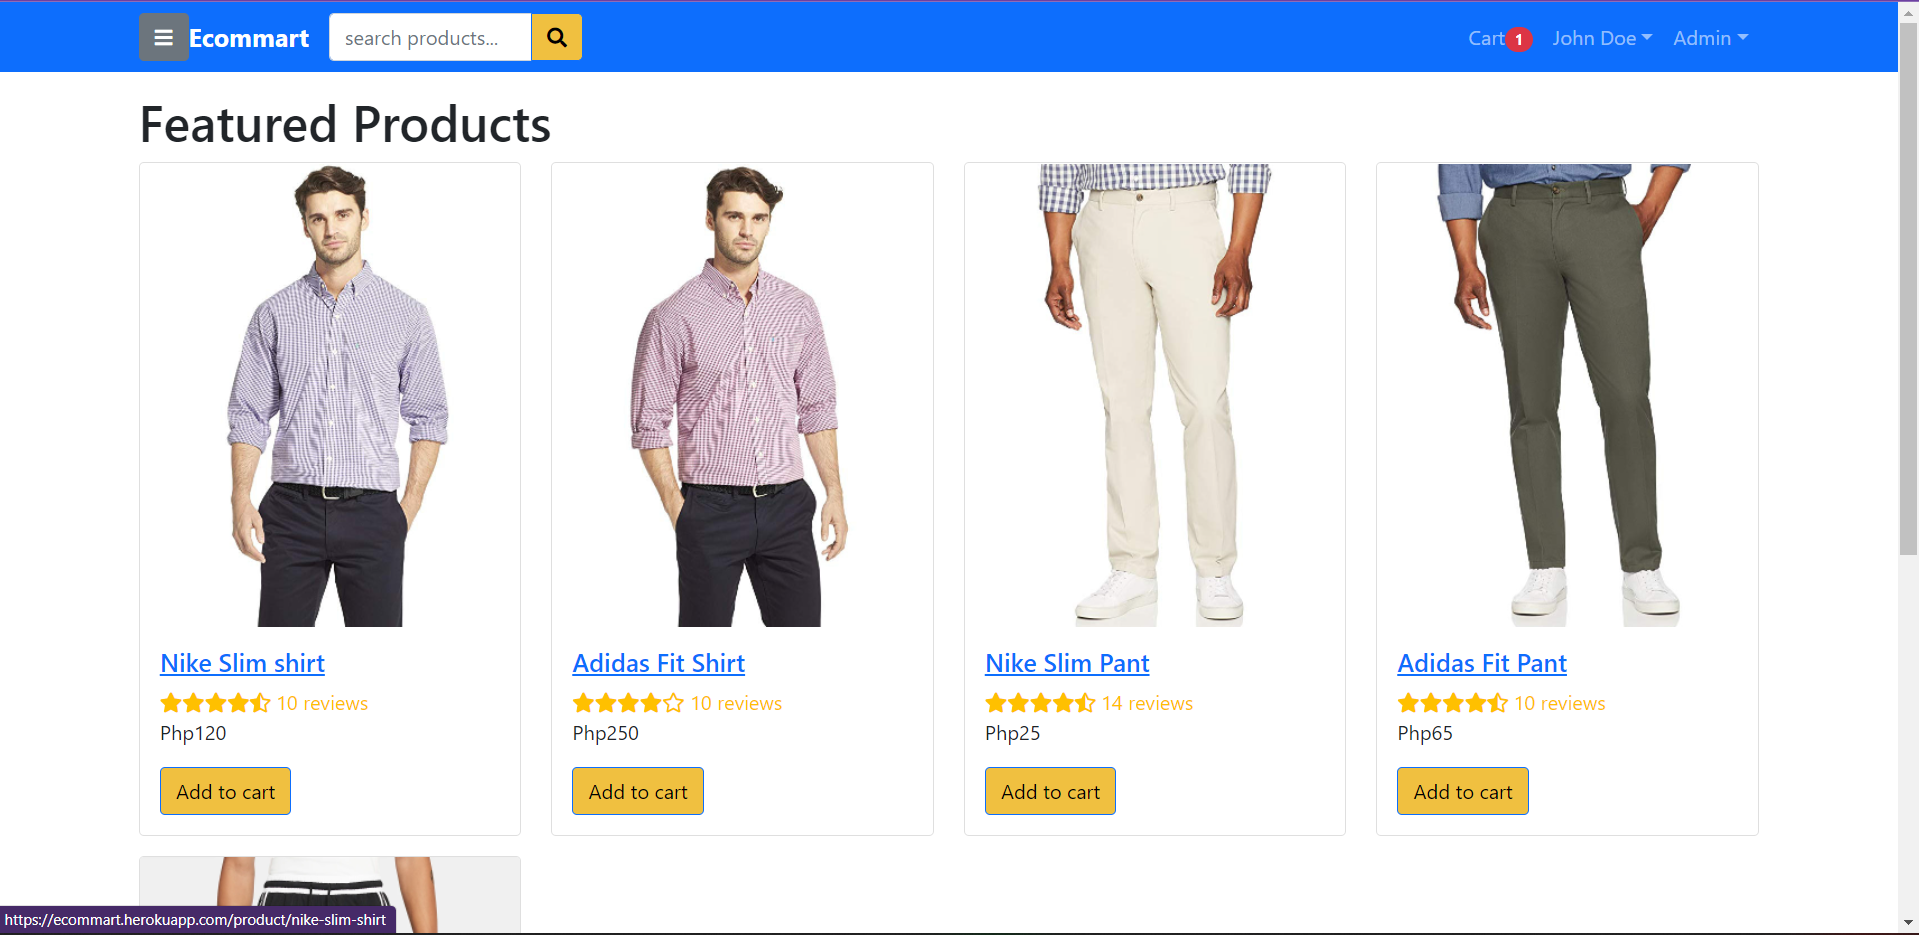 Ecommart
search products...
Cart 1
John Doe
Admin
Featured Products
Nike Slim shirt
10 reviews
Php120
Add to cart
Adidas Fit Shirt
10 reviews
Php250
Add to cart
Nike Slim Pant
14 reviews
Php25
Add to cart
Adidas Fit Pant
10 reviews
Php65
Add to cart
https://ecommart.herokuapp.com/product/nike-slim-shirt